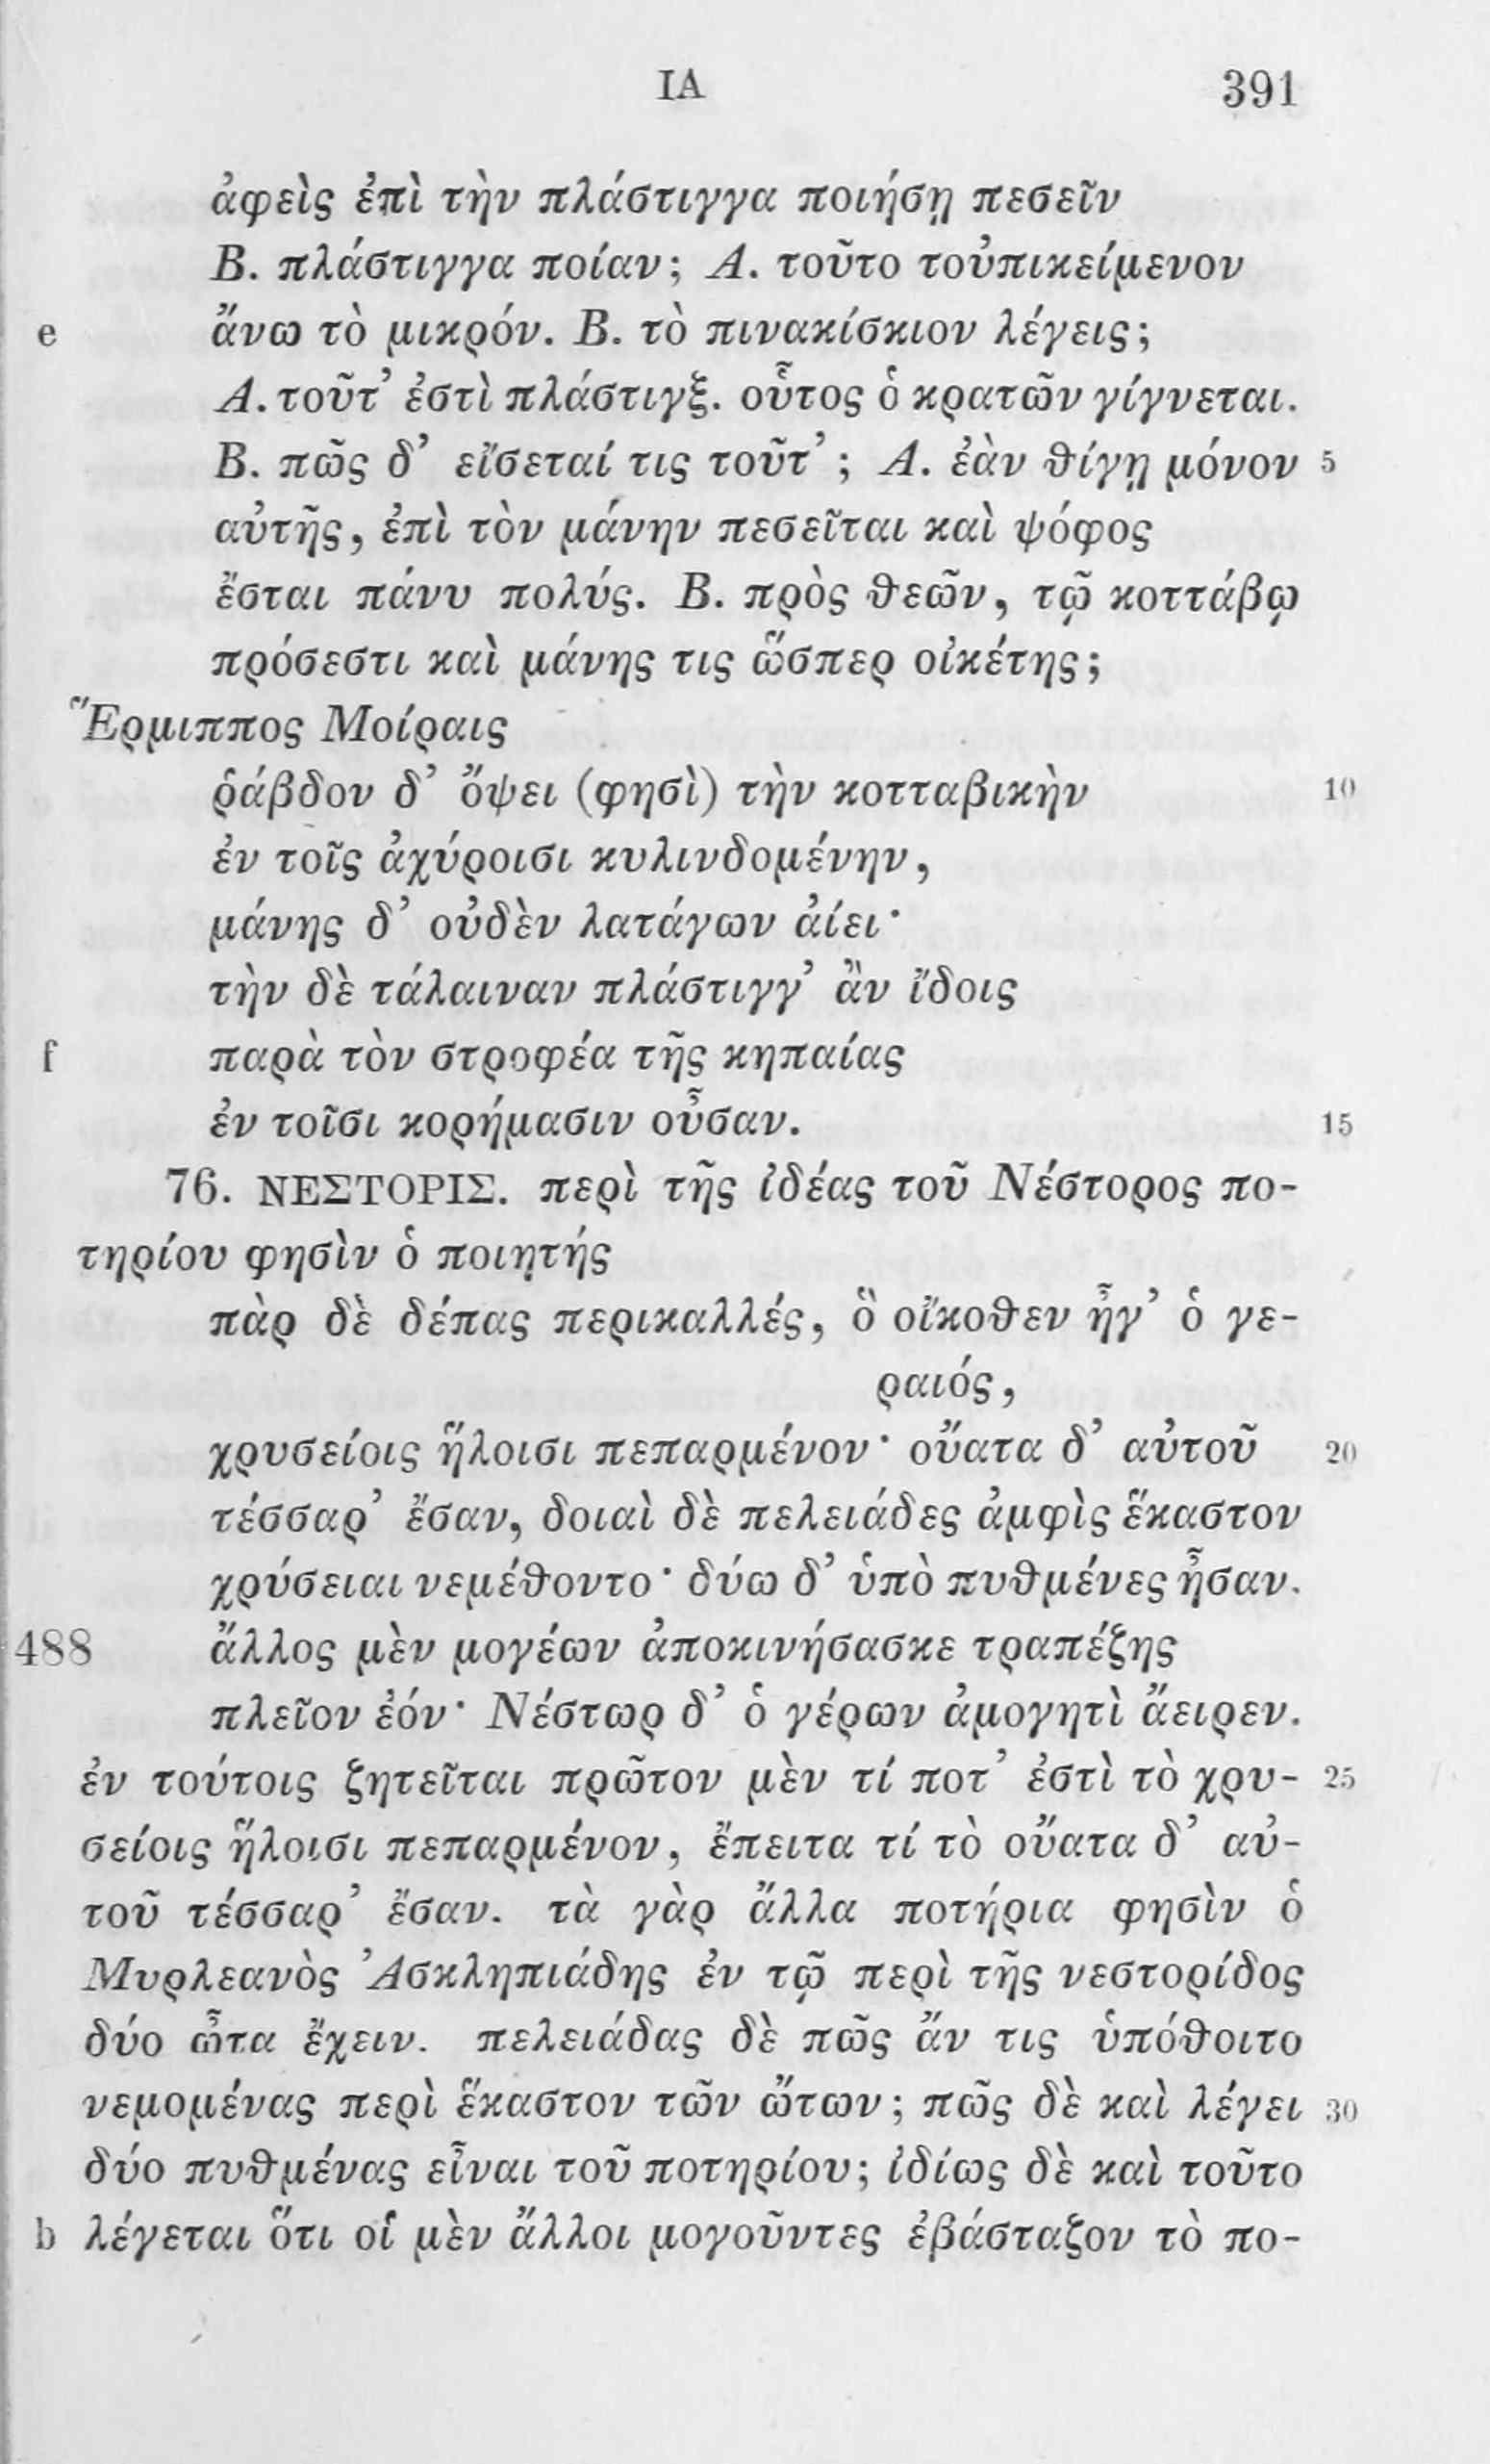 ΙΑ 391
ἀφεὶς ἐπὶ τὴν πλάστιγγα ποιήσῃ πεσεῖν
Β. πλάστιγγα ποίαν; Α. τοῦτο τοὐπικείμενον
e ἄνω τὸ μικρόν. Β. τὸ πινακίσκιον λέγεις;
Α. τοῦτ’ ἐστὶ πλάστιγξ. οὗτος ὁ κρατῶν γίγνεται.
Β. πῶς δ’ εἴσεταί τις τοῦτ’; Α. ἐὰν θίγῃ μόνον 5
αὐτῆς, ἐπὶ τὸν μάνην πεσεῖται καὶ ψόφος
ἔσται πάνυ πολύς. Β. πρὸς θεῶν, τῷ κοττάβῳ
πρόσεστι καὶ μάνης τις ὥσπερ οἰκέτης;
Ἕρμιππος Μοίραις
ῥάβδον δ’ ὄψει (φησὶ) τὴν κοτταβικὴν 10
ἐν τοῖς ἀχύροισι κυλινδομένην,
μάνης δ’ οὐδὲν λατάγων ἀίει·
τὴν δὲ τάλαιναν πλάστιγγ’ ἂν ἴδοις
f παρὰ τὸν στροφέα τῆς κηπαίας
ἐν τοῖσι κορήμασιν οὖσαν. 15
76. ΝΕΣΤΟΡΙΣ. περὶ τῆς ἰδέας τοῦ Νέστορος πο-
τηρίου φησὶν ὁ ποιητής
πὰρ δὲ δέπας περικαλλές, ὃ οἴκοθεν ἦγ’ ὁ γε-
ραιός,
χρυσείοις ἥλοισι πεπαρμένον· οὔατα δ’ αὐτοῦ 20
τέσσαρ’ ἔσαν, δοιαὶ δὲ πελειάδες ἀμφὶς ἕκαστον
χρύσειαι νεμέθοντο· δύω δ’ ὑπὸ πυθμένες ἦσαν.
488 ἄλλος μὲν μογέων ἀποκινήσασκε τραπέζης
πλεῖον ἐόν· Νέστωρ δ’ ὁ γέρων ἀμογητὶ ἄειρεν.
ἐν τούτοις ζητεῖται πρῶτον μὲν τί ποτ’ ἐστὶ τὸ χρυ- 25
σείοις ἥλοισι πεπαρμένον, ἔπειτα τί τὸ οὔατα δ’ αὐ-
τοῦ τέσσαρ’ ἔσαν. τὰ γὰρ ἄλλα ποτήρια φησὶν ὁ
Μυρλεανὸς Ἀσκληπιάδης ἐν τῷ περὶ τῆς νεστορίδος
δύο ὦτα ἔχειν. πελειάδας δὲ πῶς ἄν τις ὑπόθοιτο
νεμομένας περὶ ἕκαστον τῶν ὤτων; πῶς δὲ καὶ λέγει 30
δύο πυθμένας εἶναι τοῦ ποτηρίου; ἰδίως δὲ καὶ τοῦτο
b λέγεται ὅτι οἱ μὲν ἄλλοι μογοῦντες ἐβάσταζον τὸ πο-